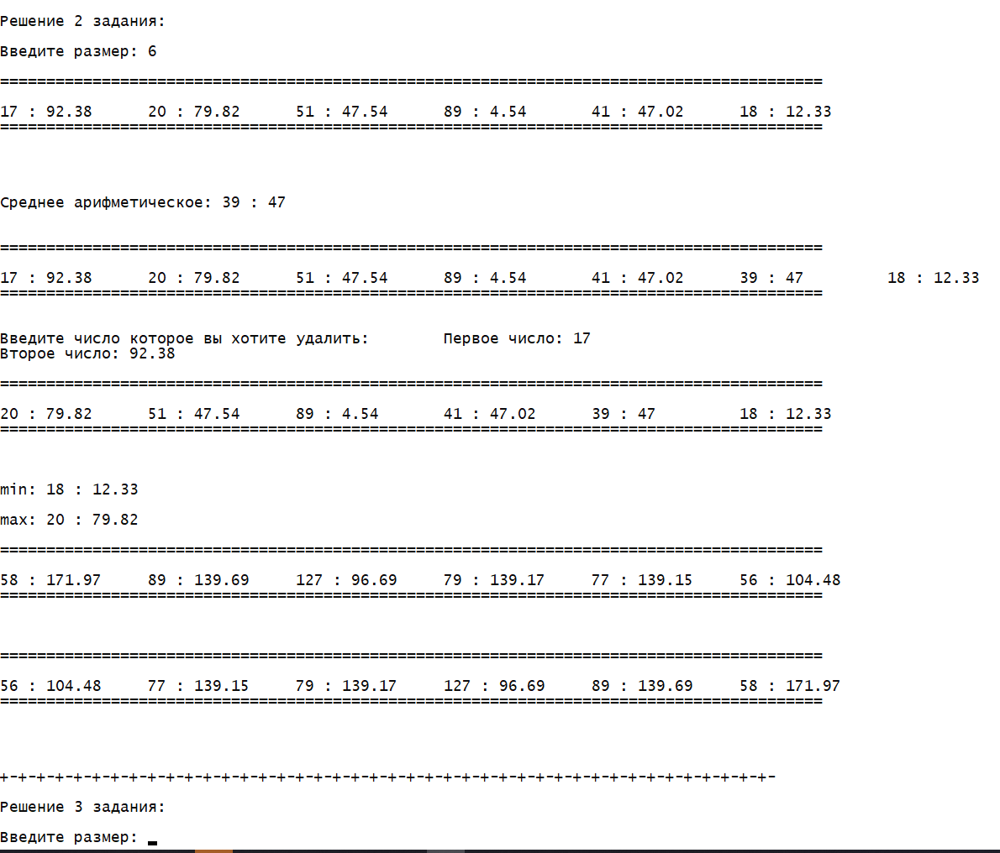 Решение 2 задания:
Введите размер: 6
=========================================================================================
17 : 92.38 20 : 79.82 51 : 47.54 89 : 4.54 41 : 47.02 18 : 12.33
=========================================================================================
Среднее арифметическое: 39 : 47
=========================================================================================
17 : 92.38 20 : 79.82 51 : 47.54 89 : 4.54 41 : 47.02 39 : 47 18 : 12.33
=========================================================================================
Введите число которое вы хотите удалить: Первое число: 17
Второе число: 92.38
=========================================================================================
20 : 79.82 51 : 47.54 89 : 4.54 41 : 47.02 39 : 47 18 : 12.33
=========================================================================================
min: 18 : 12.33
max: 20 : 79.82
=========================================================================================
58 : 171.97 89 : 139.69 127 : 96.69 79 : 139.17 77 : 139.15 56 : 104.48
=========================================================================================
=========================================================================================
56 : 104.48 77 : 139.15 79 : 139.17 127 : 96.69 89 : 139.69 58 : 171.97
=========================================================================================
+-+-+-+-+-+-+-+-+-+-+-+-+-+-+-+-+-+-+-+-+-+-+-+-+-+-+-+-+-+-+-+-+-+-+-+-+-+-+-+-+-+-
Решение 3 задания:
Введите размер: